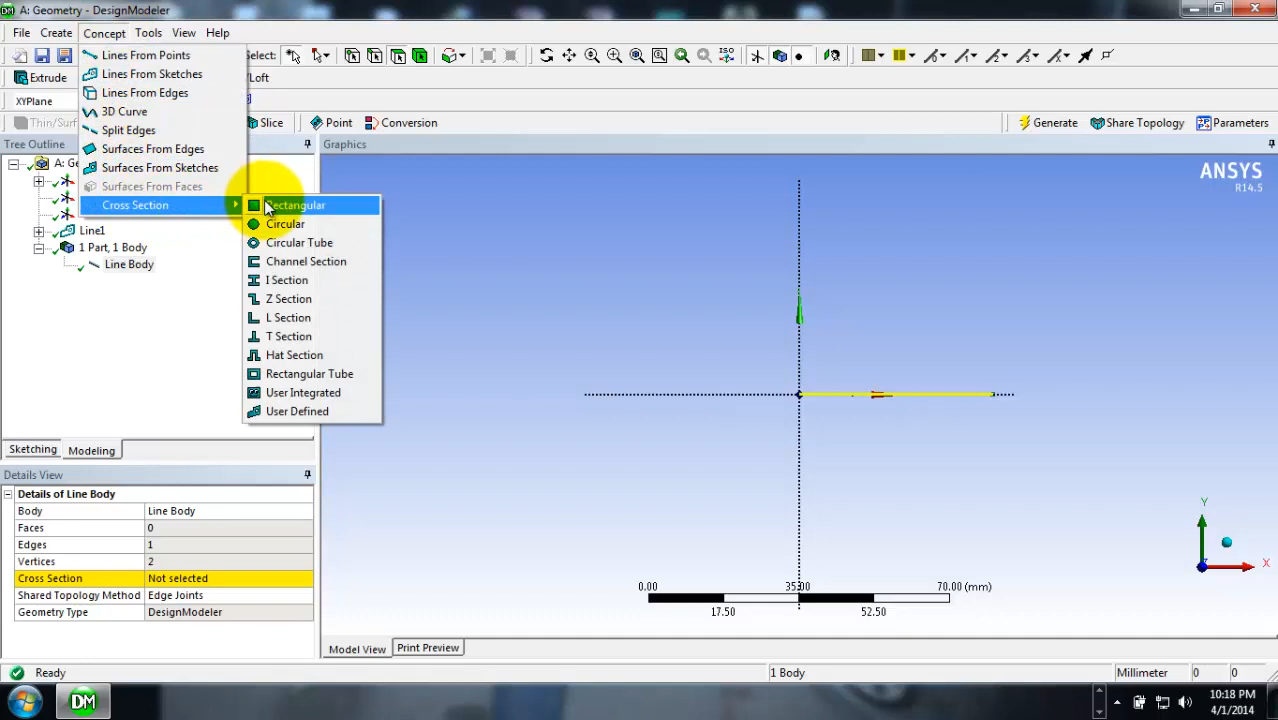 A: Geometry - DesignModeler
File Create Concept Tools View Help
Select:
Extrude /Loft
XYPlane
Thin/Surf Slice Point Conversion Generate Share Topology Parameters
Lines From Points
Lines From Sketches
Lines From Edges
3D Curve
Split Edges
Surfaces From Edges
Surfaces From Sketches
Surfaces From Faces
Cross Section
Rectangular
Circular
Circular Tube
Channel Section
I Section
Z Section
L Section
T Section
Hat Section
Rectangular Tube
User Integrated
User Defined
Tree Outline
A: Ge
Line1
1 Part, 1 Body
Line Body
Sketching Modeling
Graphics
ANSYS
R14.5
Details View
Details of Line Body
Body Line Body
Faces 0
Edges 1
Vertices 2
Cross Section Not selected
Shared Topology Method Edge Joints
Geometry Type DesignModeler
0.00 35.00 70.00 (mm)
17.50 52.50
Y
X
Model View Print Preview
Ready 1 Body Millimeter 0 0
DM
10:18 PM
4/1/2014